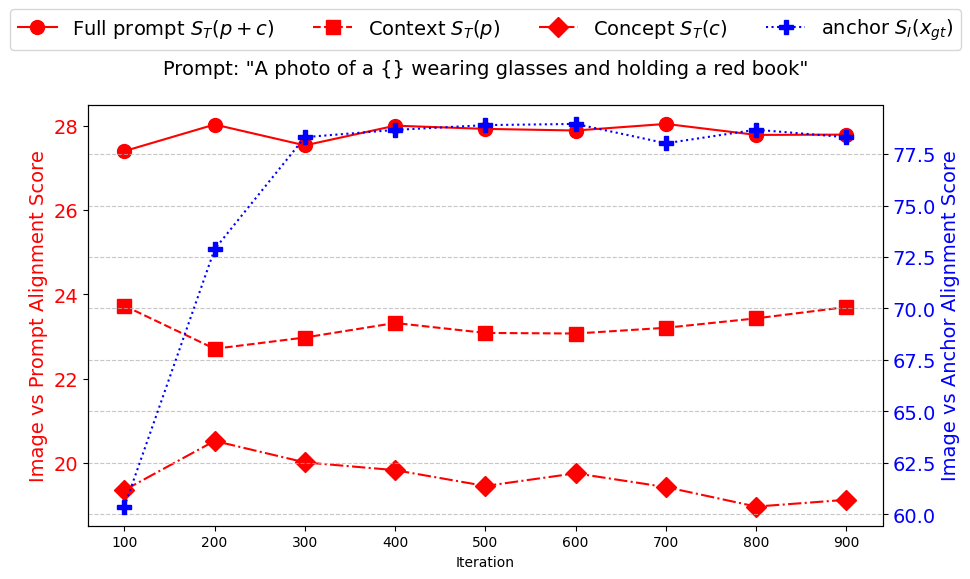 Full prompt S_T(p + c)  Context S_T(p)  Concept S_T(c)  anchor S_I(x_gt)
Prompt: "A photo of a {} wearing glasses and holding a red book"
Image vs Prompt Alignment Score
28
26
24
22
20
77.5
75.0
72.5
70.0
67.5
65.0
62.5
60.0
Image vs Anchor Alignment Score
100 200 300 400 500 600 700 800 900
Iteration